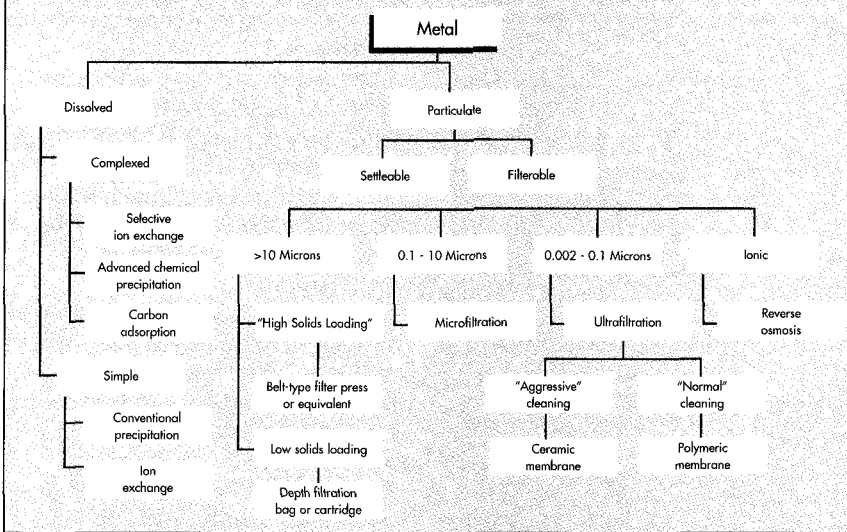 Metal
Dissolved
Particulate
Complexed
Settleable
Filterable
Selective
ion exchange
Advanced chemical
precipitation
Carbon
adsorption
Simple
Conventional
precipitation
Ion
exchange
>10 Microns
0.1 - 10 Microns
0.002 - 0.1 Microns
Ionic
"High Solids Loading"
Microfiltration
Ultrafiltration
Reverse
osmosis
Belt-type filter press
or equivalent
Low solids loading
Depth filtration
bag or cartridge
"Aggressive"
cleaning
"Normal"
cleaning
Ceramic
membrane
Polymeric
membrane